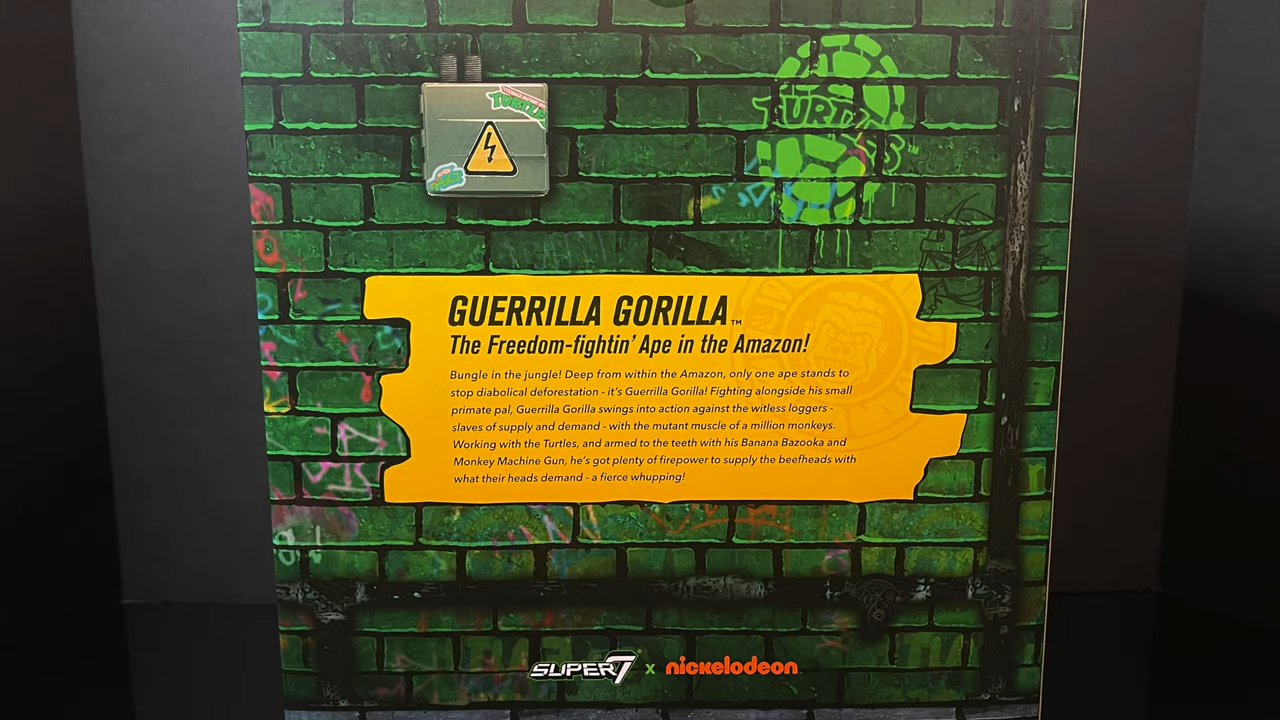 TEENAGE MUTANT NINJA
TURTLES
TURTLES
GUERRILLA GORILLA™
The Freedom-fightin' Ape in the Amazon!
Bungle in the jungle! Deep from within the Amazon, only one ape stands to
stop diabolical deforestation - it's Guerrilla Gorilla! Fighting alongside his small
primate pal, Guerrilla Gorilla swings into action against the witless loggers -
slaves of supply and demand - with the mutant muscle of a million monkeys.
Working with the Turtles, and armed to the teeth with his Banana Bazooka and
Monkey Machine Gun, he's got plenty of firepower to supply the beefheads with
what their heads demand - a fierce whupping!
SUPER7 x nickelodeon